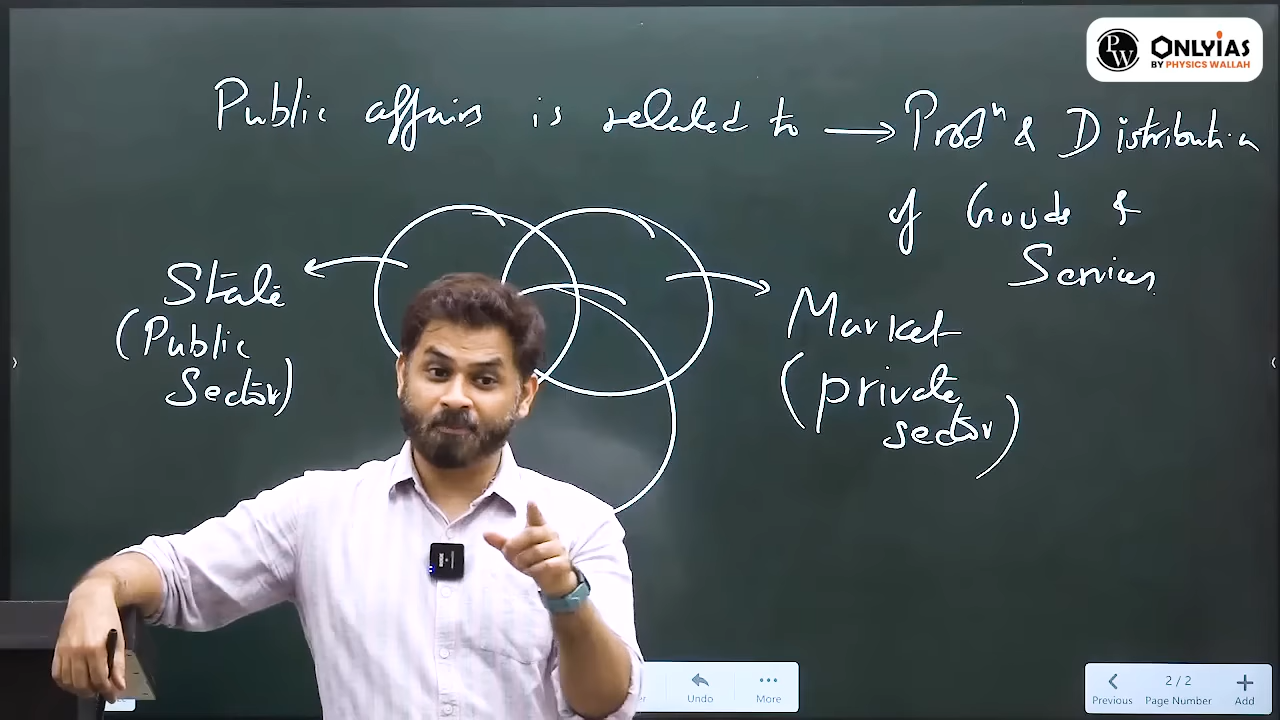 PW ONLYIAS
BY PHYSICS WALLAH
Public affairs is related to → Prodⁿ & Distribution
of Goods &
Services
State
(Public
Sector)
Market
(private
sector)
Undo
More
Previous
2 / 2
Page Number
Add